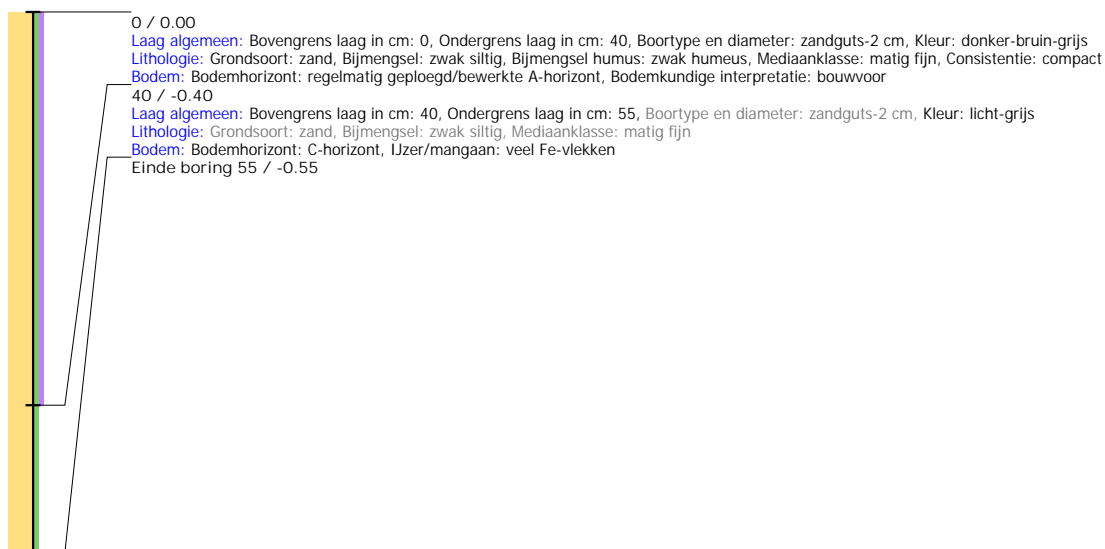 0 / 0.00
Laag algemeen: Bovengrens laag in cm: 0, Ondergrens laag in cm: 40, Boortype en diameter: zandguts-2 cm, Kleur: donker-bruin-grijs
Lithologie: Grondsoort: zand, Bijmengsel: zwak siltig, Bijmengsel humus: zwak humeus, Mediaanklasse: matig fijn, Consistentie: compact
Bodem: Bodemhorizont: regelmatig geploegd/bewerkte A-horizont, Bodemkundige interpretatie: bouwvoor
40 / -0.40
Laag algemeen: Bovengrens laag in cm: 40, Ondergrens laag in cm: 55, Boortype en diameter: zandguts-2 cm, Kleur: licht-grijs
Lithologie: Grondsoort: zand, Bijmengsel: zwak siltig, Mediaanklasse: matig fijn
Bodem: Bodemhorizont: C-horizont, IJzer/mangaan: veel Fe-vlekken
Einde boring 55 / -0.55